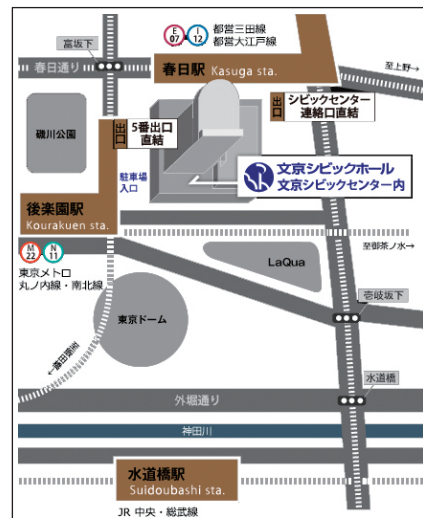 E
07
I
12
都営三田線
都営大江戸線
富坂下
春日通り
春日駅 Kasuga sta.
至上野→
出口
5番出口
直結
出口
シビックセンター
連絡口直結
礒川公園
駐車場
入口
文京シビックホール
文京シビックセンター内
後楽園駅
Kourakuen sta.
M
22
N
11
東京メトロ
丸ノ内線・南北線
至御茶ノ水→
LaQua
東京ドーム
壱岐坂下
至飯田橋→
水道橋
外堀通り
神田川
水道橋駅
Suidoubashi sta.
JR 中央・総武線